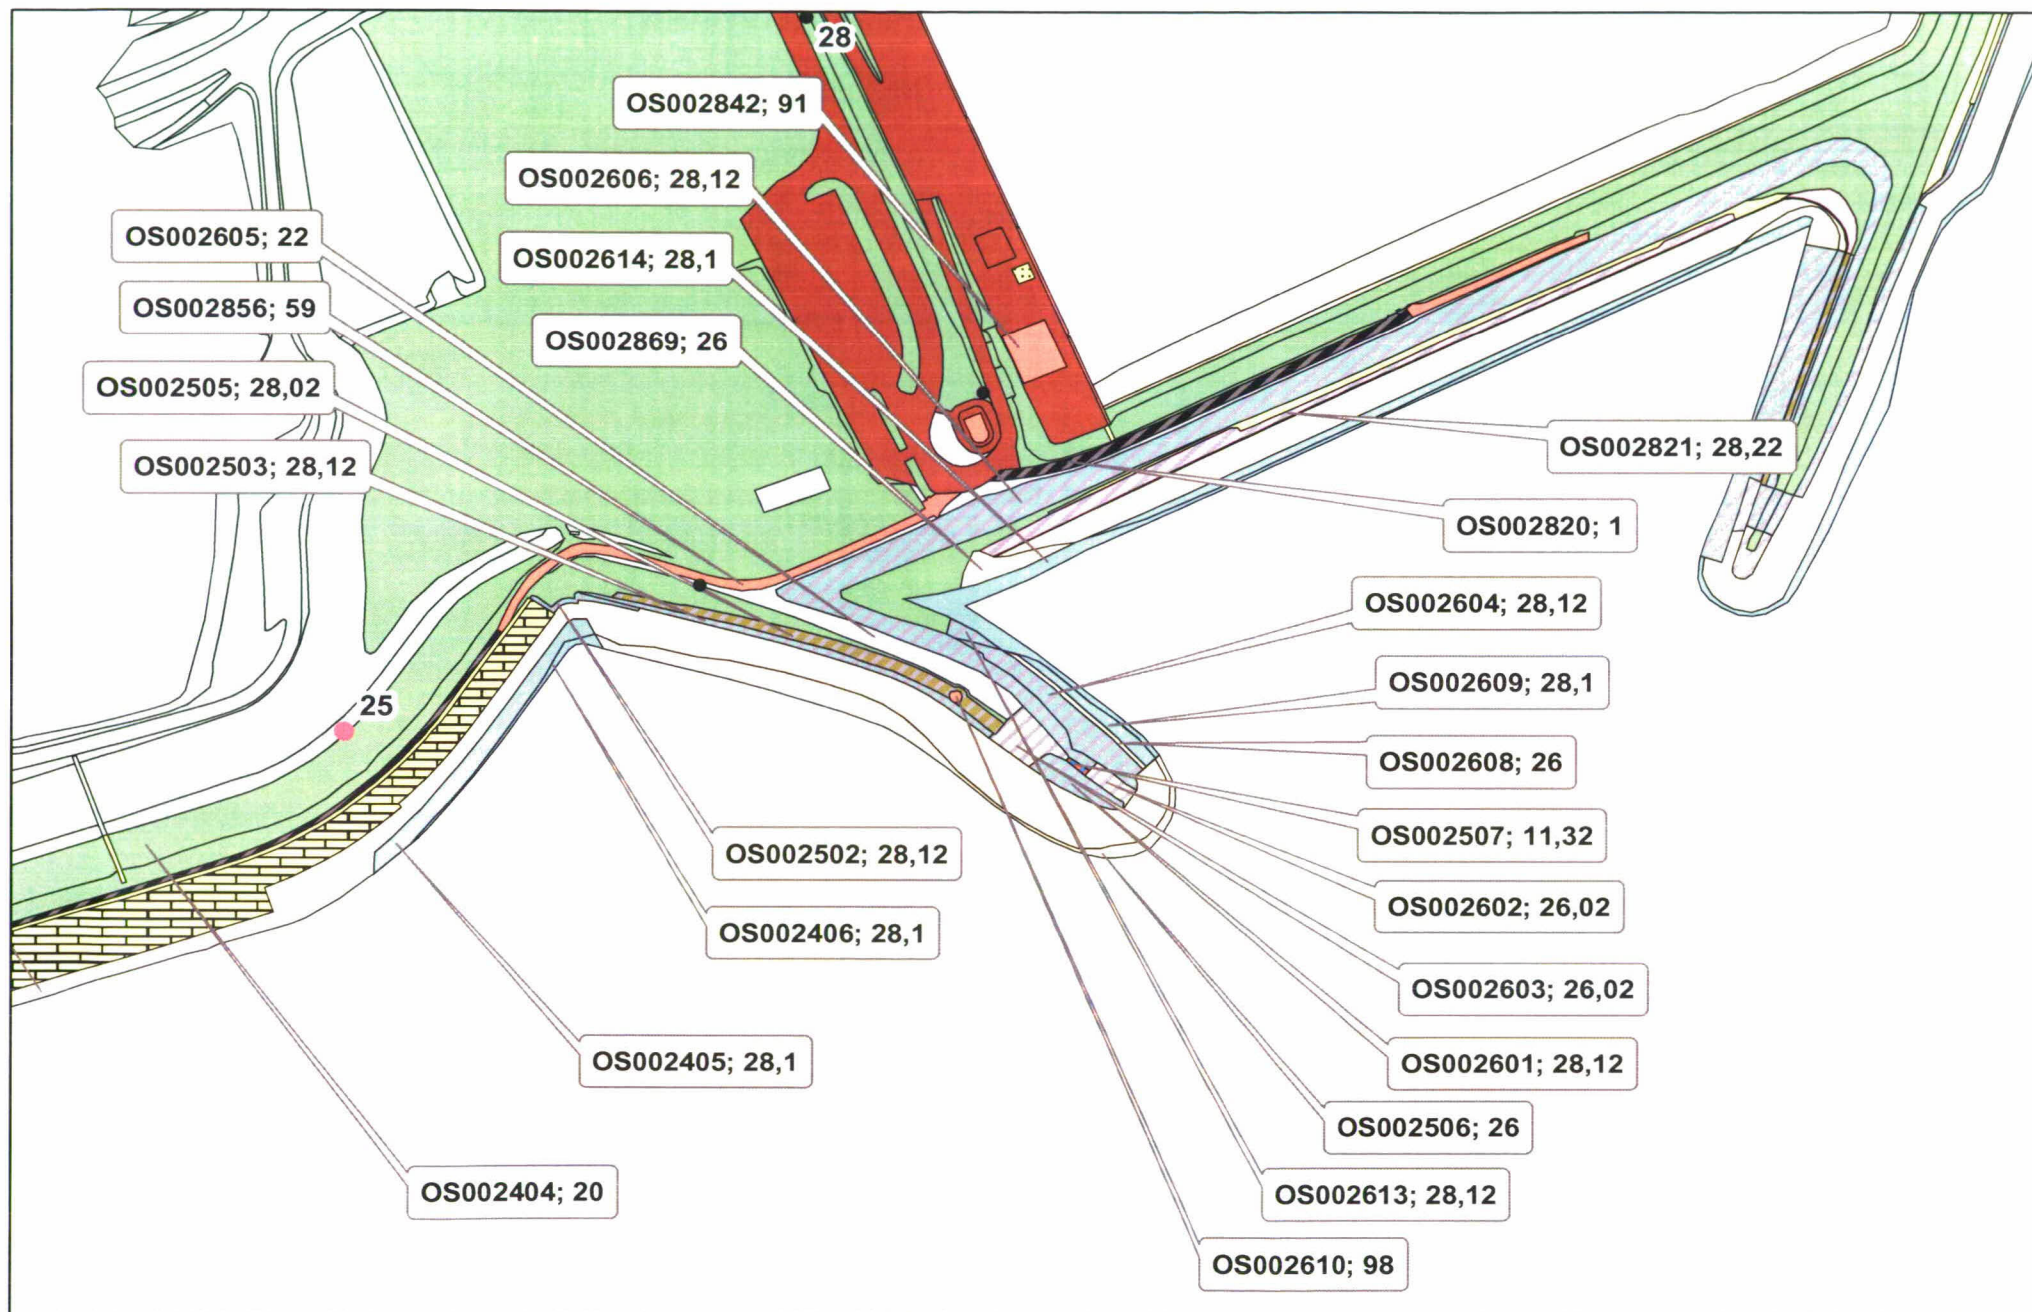 28
OS002842; 91
OS002606; 28,12
OS002605; 22
OS002614; 28,1
OS002856; 59
OS002869; 26
OS002505; 28,02
OS002503; 28,12
OS002821; 28,22
OS002820; 1
OS002604; 28,12
OS002609; 28,1
25
OS002608; 26
OS002507; 11,32
OS002502; 28,12
OS002602; 26,02
OS002406; 28,1
OS002603; 26,02
OS002405; 28,1
OS002601; 28,12
OS002506; 26
OS002404; 20
OS002613; 28,12
OS002610; 98